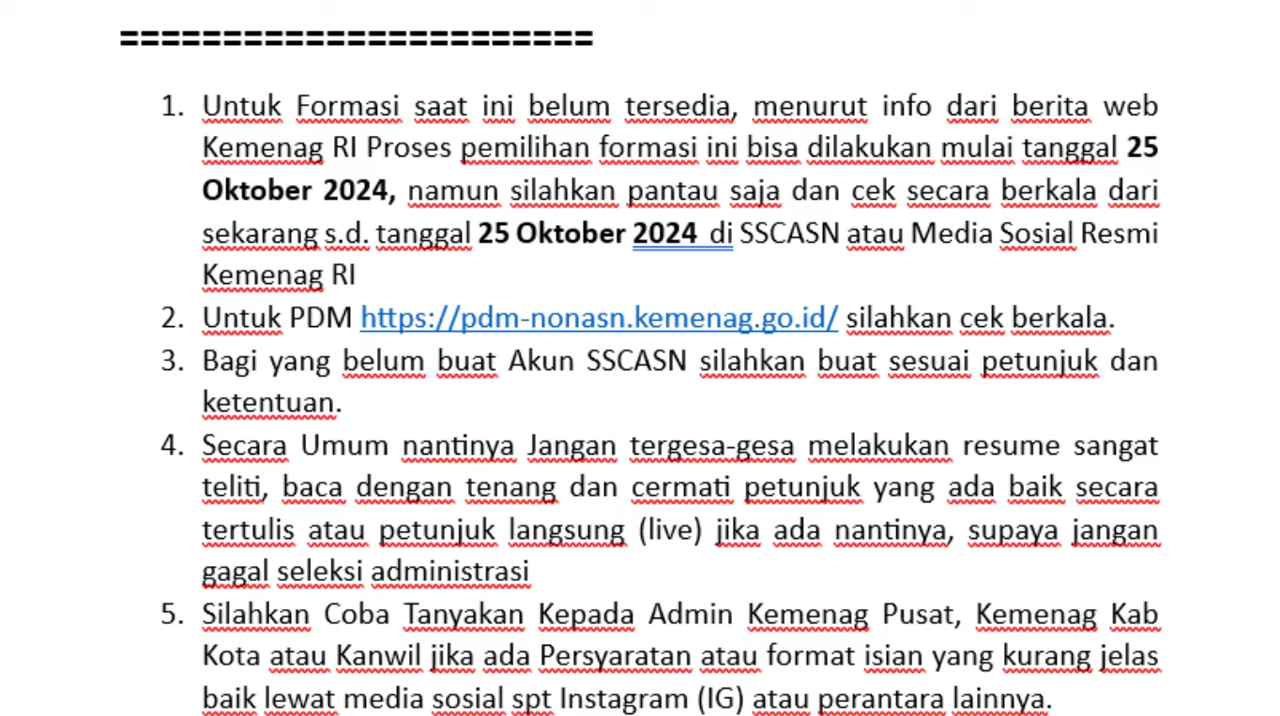 =======================
1. Untuk Formasi saat ini belum tersedia, menurut info dari berita web
Kemenag RI Proses pemilihan formasi ini bisa dilakukan mulai tanggal 25
Oktober 2024, namun silahkan pantau saja dan cek secara berkala dari
sekarang s.d. tanggal 25 Oktober 2024 di SSCASN atau Media Sosial Resmi
Kemenag RI
2. Untuk PDM https://pdm-nonasn.kemenag.go.id/ silahkan cek berkala.
3. Bagi yang belum buat Akun SSCASN silahkan buat sesuai petunjuk dan
ketentuan.
4. Secara Umum nantinya Jangan tergesa-gesa melakukan resume sangat
teliti, baca dengan tenang dan cermati petunjuk yang ada baik secara
tertulis atau petunjuk langsung (live) jika ada nantinya, supaya jangan
gagal seleksi administrasi
5. Silahkan Coba Tanyakan Kepada Admin Kemenag Pusat, Kemenag Kab
Kota atau Kanwil jika ada Persyaratan atau format isian yang kurang jelas
baik lewat media sosial spt Instagram (IG) atau perantara lainnya.